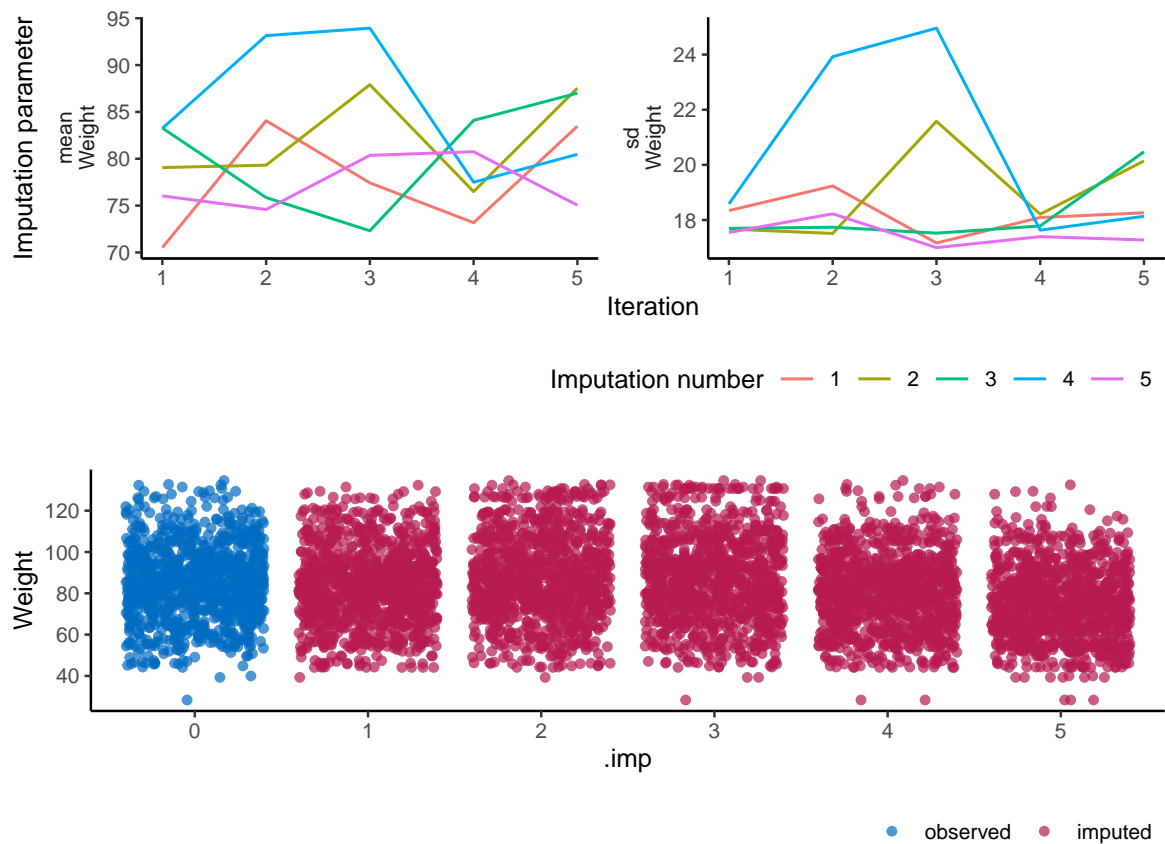 Imputation parameter
mean
Weight
95
90
85
80
75
70
1 2 3 4 5
sd
Weight
24
22
20
18
1 2 3 4 5
Iteration
Imputation number 1 2 3 4 5
Weight
120
100
80
60
40
0 1 2 3 4 5
.imp
observed imputed